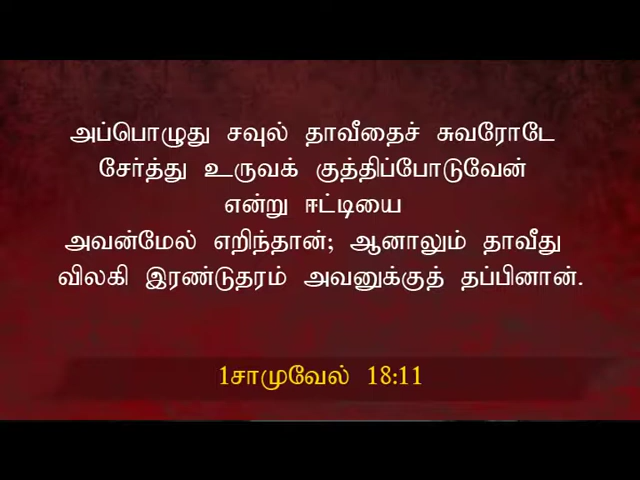 அப்பொழுது சவுல் தாவீதைச் சுவரோடே
சேர்த்து உருவக் குத்திப்போடுவேன்
என்று ஈட்டியை
அவன்மேல் எறிந்தான்; ஆனாலும் தாவீது
விலகி இரண்டுதரம் அவனுக்குத் தப்பினான்.
1சாமுவேல் 18:11